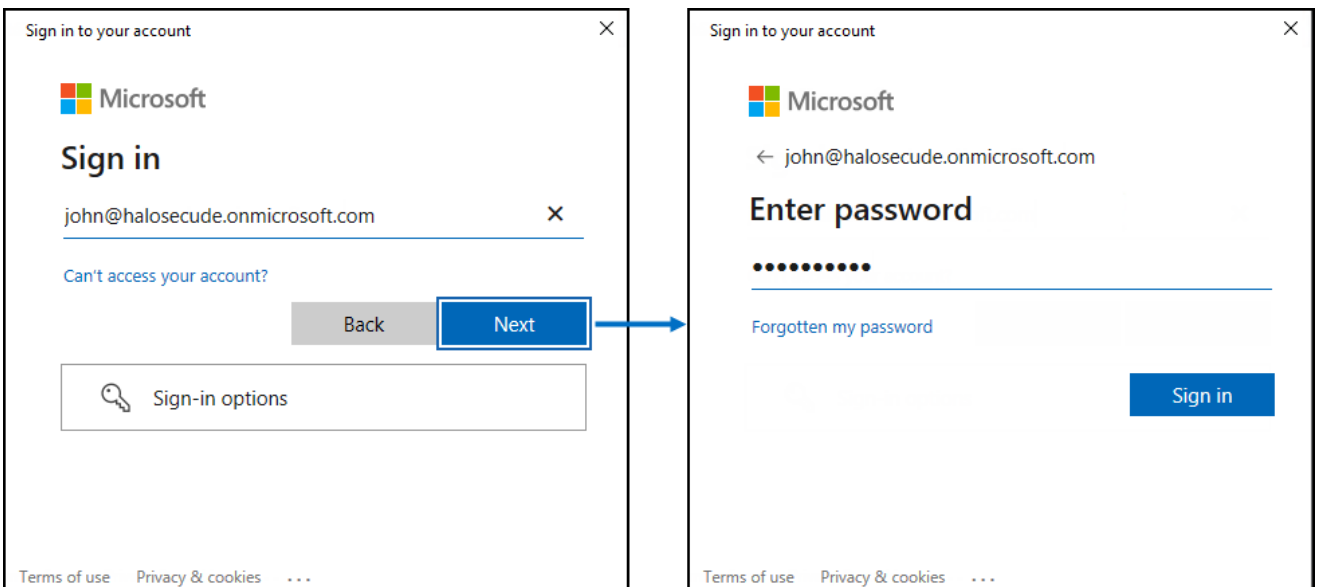 Sign in to your account
Microsoft
Sign in
john@halosecude.onmicrosoft.com
Can't access your account?
Back Next
Sign-in options
Terms of use Privacy & cookies ...
Sign in to your account
Microsoft
john@halosecude.onmicrosoft.com
Enter password
Forgotten my password
Sign in
Terms of use Privacy & cookies ...